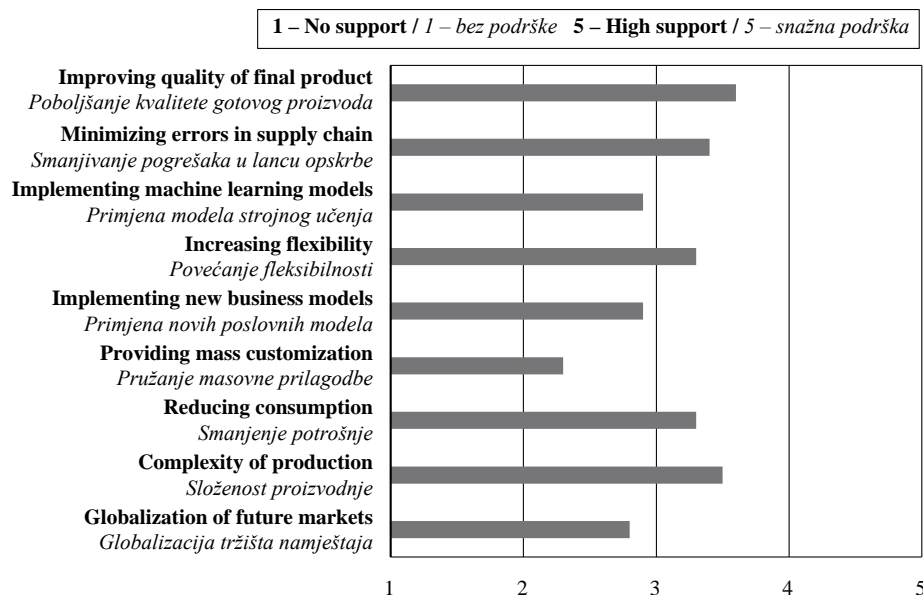 1 – No support / 1 – bez podrške 5 – High support / 5 – snažna podrška
Improving quality of final product
Poboljšanje kvalitete gotovog proizvoda
Minimizing errors in supply chain
Smanjivanje pogrešaka u lancu opskrbe
Implementing machine learning models
Primjena modela strojnog učenja
Increasing flexibility
Povećanje fleksibilnosti
Implementing new business models
Primjena novih poslovnih modela
Providing mass customization
Pružanje masovne prilagodbe
Reducing consumption
Smanjenje potrošnje
Complexity of production
Složenost proizvodnje
Globalization of future markets
Globalizacija tržišta namještaja
1 2 3 4 5